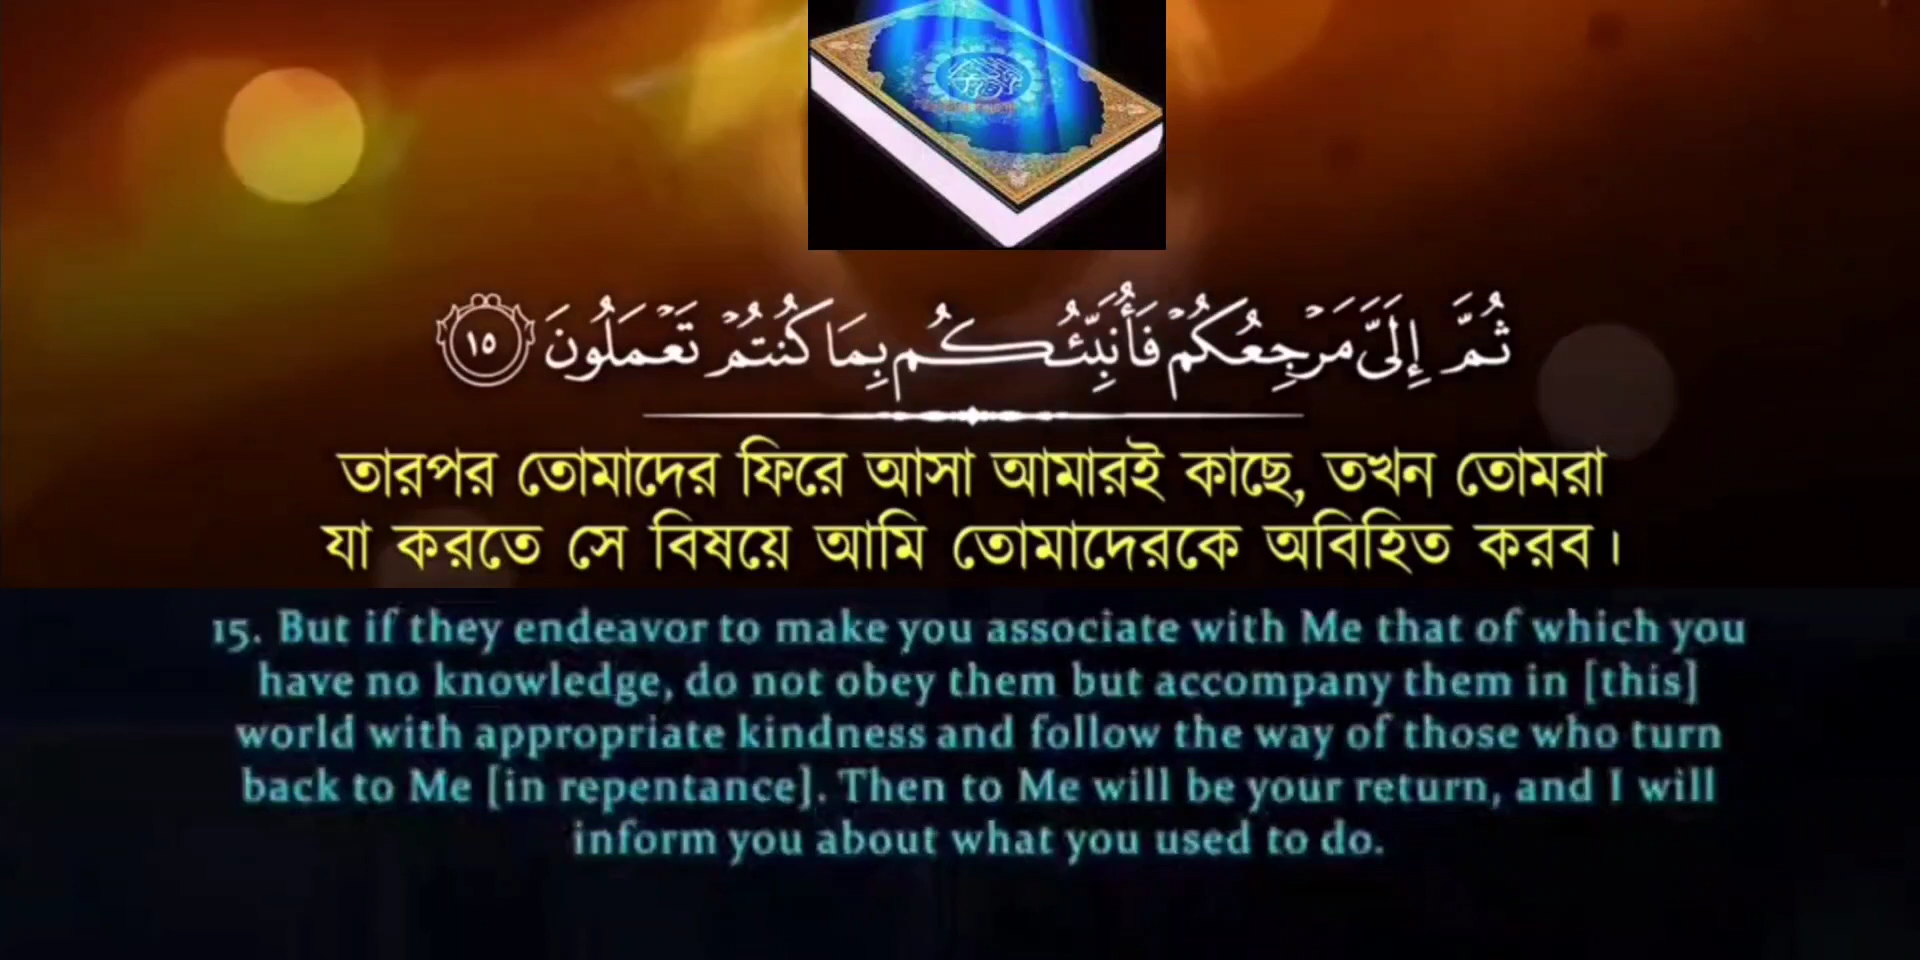 ثُمَّ إِلَيَّ مَرْجِعُكُمْ فَأُنَبِّئُكُم بِمَا كُنتُمْ تَعْمَلُونَ ١٥
তারপর তোমাদের ফিরে আসা আমারই কাছে, তখন তোমরা
যা করতে সে বিষয়ে আমি তোমাদেরকে অবিহিত করব।
15. But if they endeavor to make you associate with Me that of which you
have no knowledge, do not obey them but accompany them in [this]
world with appropriate kindness and follow the way of those who turn
back to Me [in repentance]. Then to Me will be your return, and I will
inform you about what you used to do.